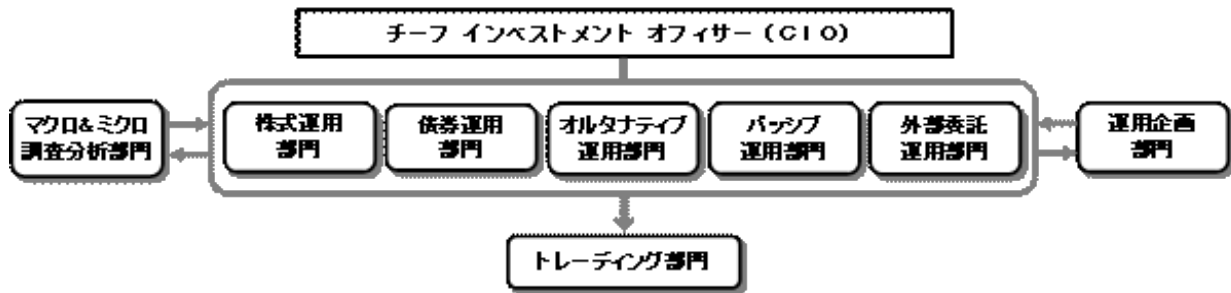 チーフ インベストメント オフィサー（CIO）
マクロ&ミクロ
調査分析部門
株式運用
部門
債券運用
部門
オルタナティブ
運用部門
パッシブ
運用部門
外部委託
運用部門
運用企画
部門
トレーディング部門